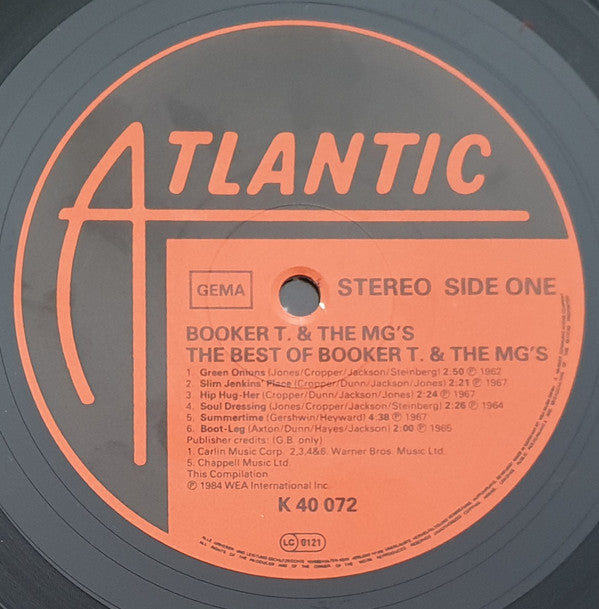 ATLANTIC
GEMA
STEREO SIDE ONE
BOOKER T. & THE MG'S
THE BEST OF BOOKER T. & THE MG'S
1. Green Onions (Jones/Cropper/Jackson/Steinberg) 2:50 Ⓟ 1962
2. Slim Jenkins' Place (Cropper/Dunn/Jackson/Jones) 2:21 Ⓟ 1967
3. Hip Hug-Her (Cropper/Dunn/Jackson/Jones) 2:24 Ⓟ 1967
4. Soul Dressing (Jones/Cropper/Jackson/Steinberg) 2:26 Ⓟ 1964
5. Summertime (Gershwin/Heyward) 4:38 Ⓟ 1967
6. Boot-Leg (Axton/Dunn/Hayes/Jackson) 2:00 Ⓟ 1965
Publisher credits: (G.B. only)
1. Carlin Music Corp. 2,3,4&6. Warner Bros. Music Ltd.
5. Chappell Music Ltd.
This Compilation
Ⓟ 1984 WEA International Inc.
K 40 072
LC 0121